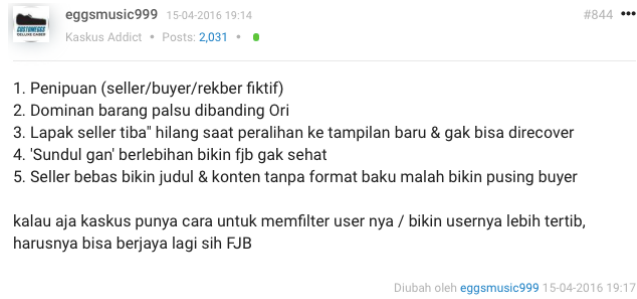 eggsmusic999 15-04-2016 19:14 #844
Kaskus Addict • Posts: 2,031 •
CUSTOMEGGS
DELUXE CASES
1. Penipuan (seller/buyer/rekber fiktif)
2. Dominan barang palsu dibanding Ori
3. Lapak seller tiba" hilang saat peralihan ke tampilan baru & gak bisa direcover
4. 'Sundul gan' berlebihan bikin fjb gak sehat
5. Seller bebas bikin judul & konten tanpa format baku malah bikin pusing buyer
kalau aja kaskus punya cara untuk memfilter user nya / bikin usernya lebih tertib,
harusnya bisa berjaya lagi sih FJB
Diubah oleh eggsmusic999 15-04-2016 19:17